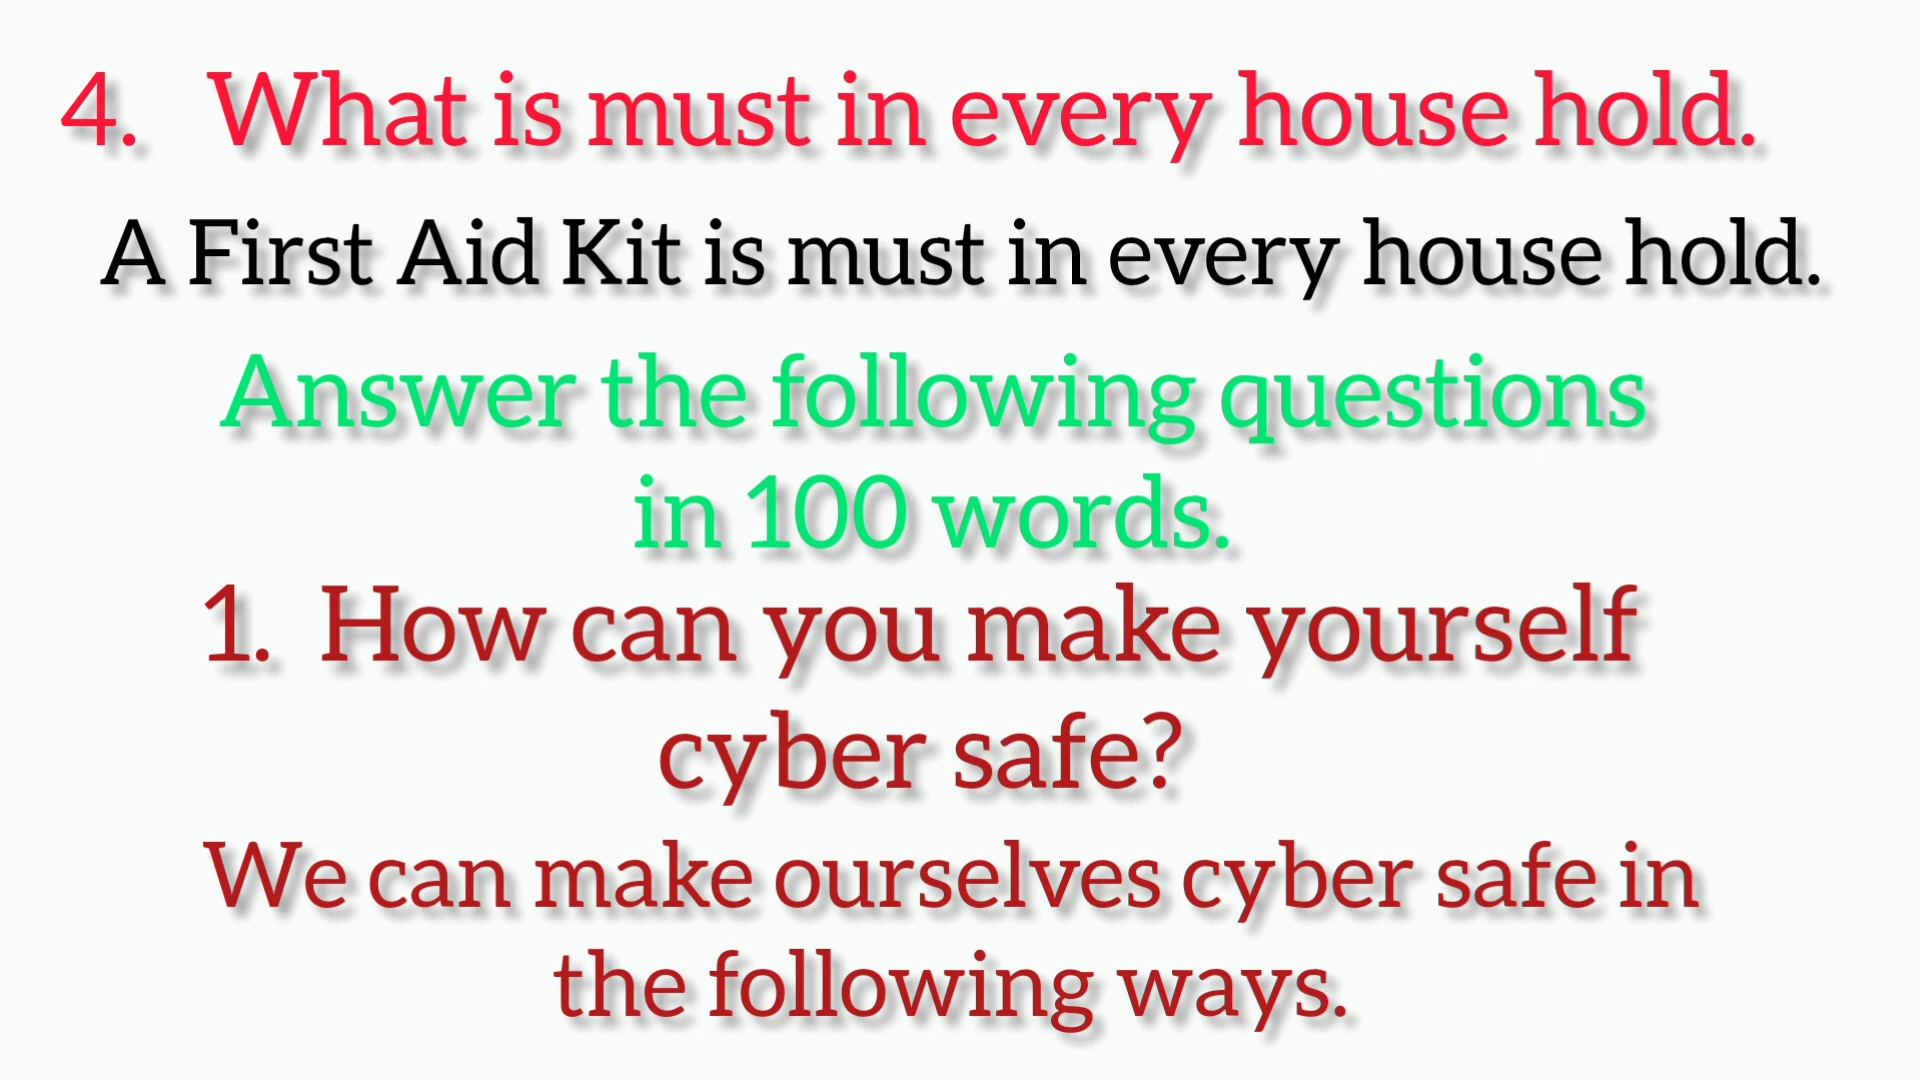 4. What is must in every house hold.
A First Aid Kit is must in every house hold.
Answer the following questions
in 100 words.
1. How can you make yourself
cyber safe?
We can make ourselves cyber safe in
the following ways.